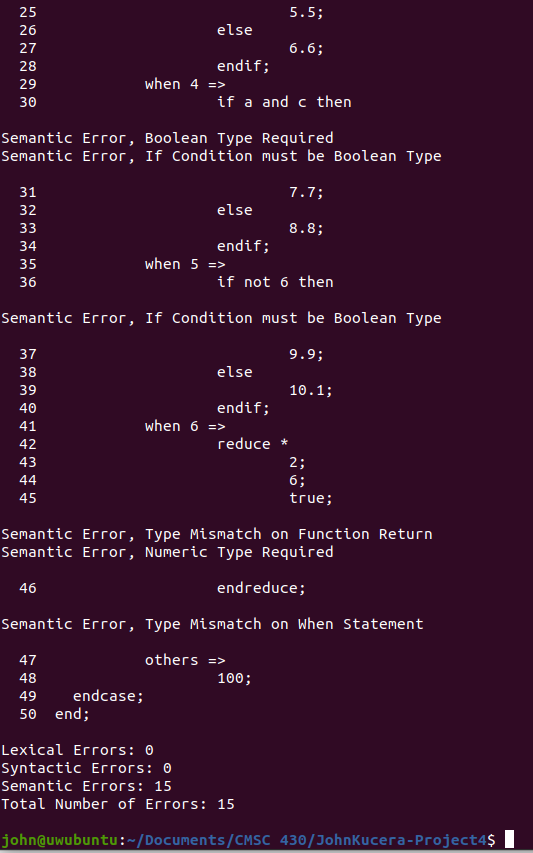 25                            5.5;
26                    else
27                            6.6;
28                    endif;
29            when 4 =>
30                    if a and c then
Semantic Error, Boolean Type Required
Semantic Error, If Condition must be Boolean Type
31                            7.7;
32                    else
33                            8.8;
34                    endif;
35            when 5 =>
36                    if not 6 then
Semantic Error, If Condition must be Boolean Type
37                            9.9;
38                    else
39                            10.1;
40                    endif;
41            when 6 =>
42                    reduce *
43                            2;
44                            6;
45                            true;
Semantic Error, Type Mismatch on Function Return
Semantic Error, Numeric Type Required
46                    endreduce;
Semantic Error, Type Mismatch on When Statement
47            others =>
48                    100;
49    endcase;
50  end;
Lexical Errors: 0
Syntactic Errors: 0
Semantic Errors: 15
Total Number of Errors: 15
john@uwubuntu:~/Documents/CMSC 430/JohnKucera-Project4$